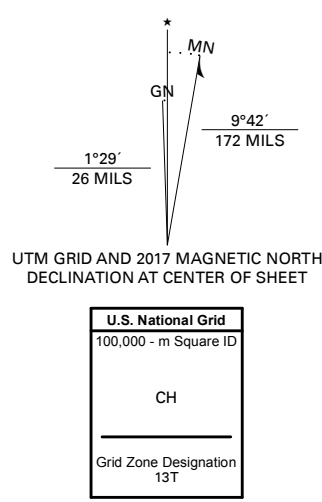 MN
GN
9°42´
172 MILS
1°29´
26 MILS
UTM GRID AND 2017 MAGNETIC NORTH
DECLINATION AT CENTER OF SHEET
U.S. National Grid
100,000 - m Square ID
CH
Grid Zone Designation
13T